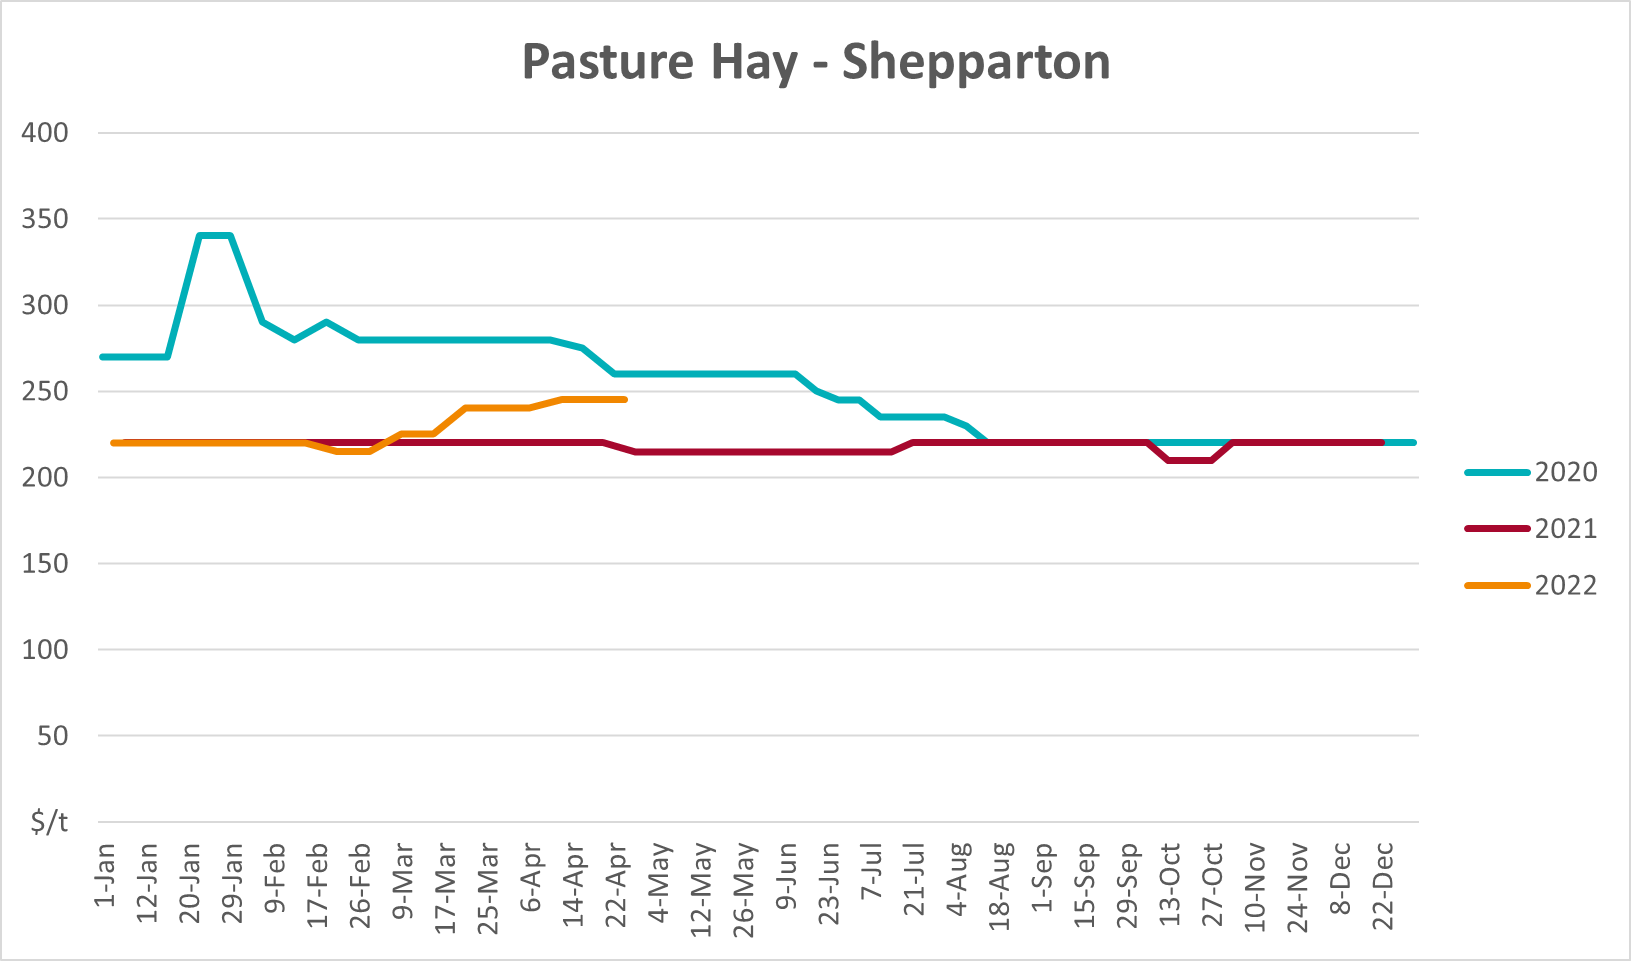 Pasture Hay - Shepparton
400
350
300
250
200
150
100
50
$/t
1-Jan
12-Jan
20-Jan
29-Jan
9-Feb
17-Feb
26-Feb
9-Mar
17-Mar
25-Mar
6-Apr
14-Apr
22-Apr
4-May
12-May
26-May
9-Jun
23-Jun
7-Jul
21-Jul
4-Aug
18-Aug
1-Sep
15-Sep
29-Sep
13-Oct
27-Oct
10-Nov
24-Nov
8-Dec
22-Dec
2020
2021
2022